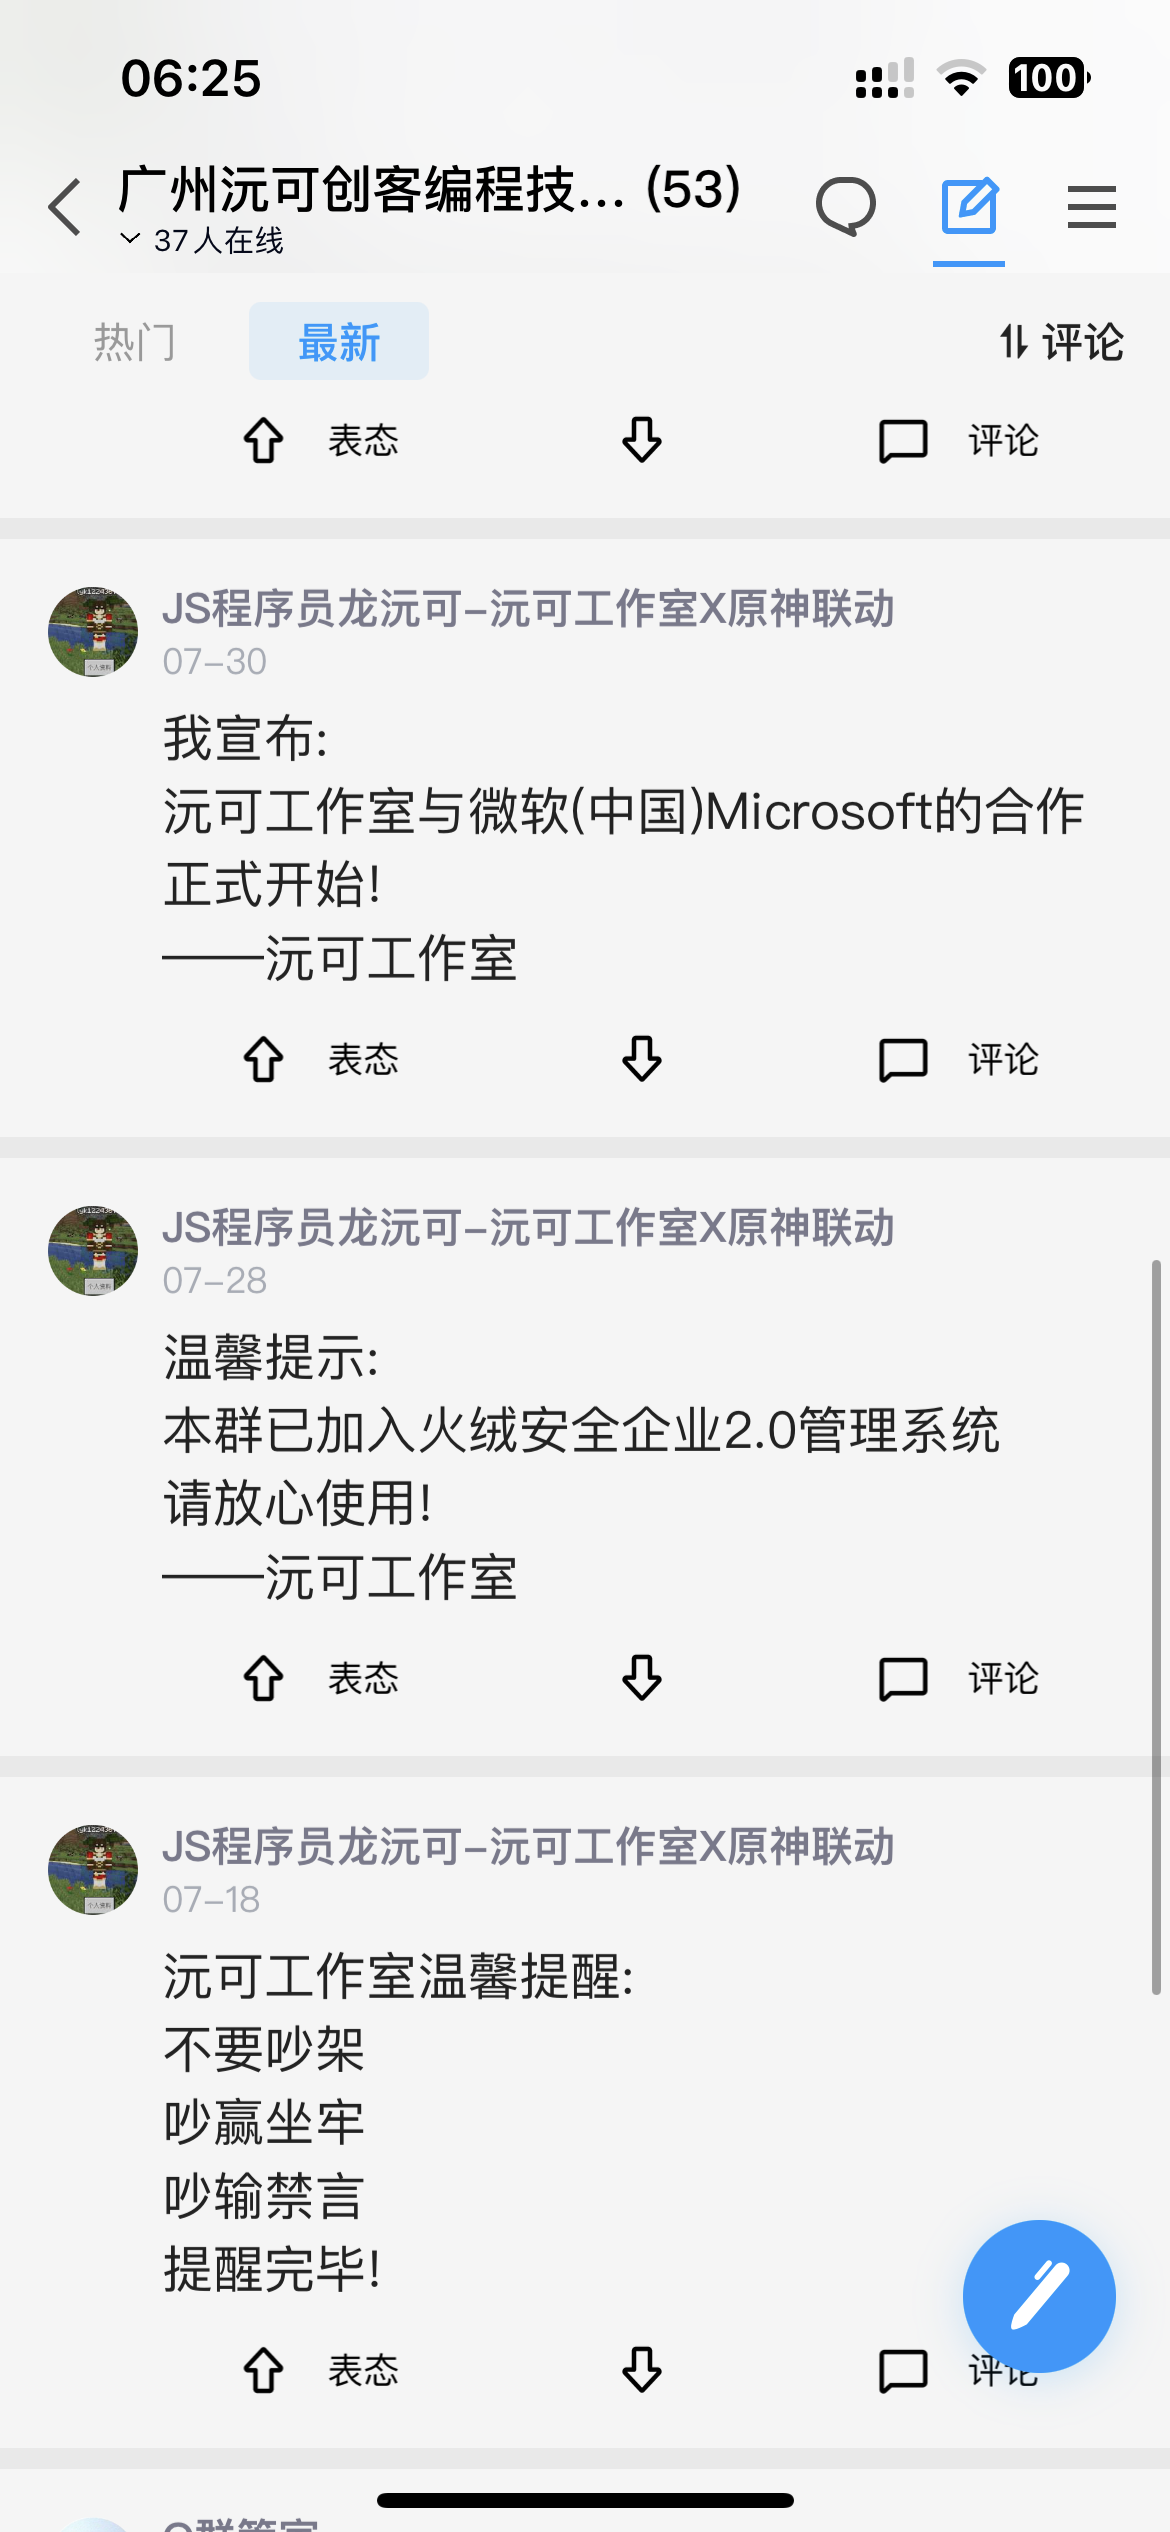 06:25
100
广州沅可创客编程技... (53)
37人在线
热门
最新
评论
表态
评论
JS程序员龙沅可-沅可工作室X原神联动
07-30
我宣布:
沅可工作室与微软(中国)Microsoft的合作
正式开始!
——沅可工作室
表态
评论
JS程序员龙沅可-沅可工作室X原神联动
07-28
温馨提示:
本群已加入火绒安全企业2.0管理系统
请放心使用!
——沅可工作室
表态
评论
JS程序员龙沅可-沅可工作室X原神联动
07-18
沅可工作室温馨提醒:
不要吵架
吵赢坐牢
吵输禁言
提醒完毕!
表态
评论
Q群管家